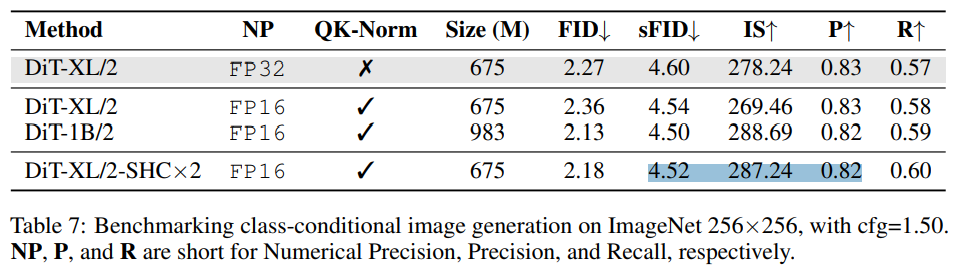 Method NP QK-Norm Size (M) FID↓ sFID↓ IS↑ P↑ R↑
DiT-XL/2 FP32 ✗ 675 2.27 4.60 278.24 0.83 0.57
DiT-XL/2 FP16 ✓ 675 2.36 4.54 269.46 0.83 0.58
DiT-1B/2 FP16 ✓ 983 2.13 4.50 288.69 0.82 0.59
DiT-XL/2-SHC×2 FP16 ✓ 675 2.18 4.52 287.24 0.82 0.60
Table 7: Benchmarking class-conditional image generation on ImageNet 256×256, with cfg=1.50.
NP, P, and R are short for Numerical Precision, Precision, and Recall, respectively.